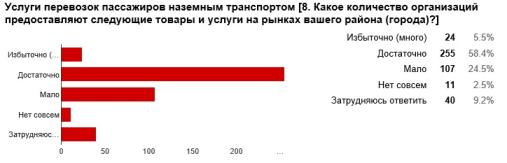 Услуги перевозок пассажиров наземным транспортом [8. Какое количество организаций
предоставляют следующие товары и услуги на рынках вашего района (города)?]
Избыточно (...
Достаточно
Мало
Нет совсем
Затрудняюс...
0 50 100 150 200 ...
Избыточно (много) 24 5.5%
Достаточно 255 58.4%
Мало 107 24.5%
Нет совсем 11 2.5%
Затрудняюсь ответить 40 9.2%